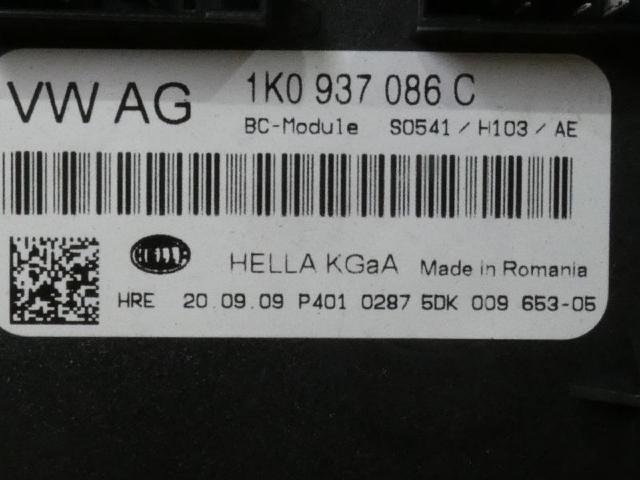 VW AG 1K0 937 086 C
BC-Module S0541 / H103 / AE
HELLA HELLA KGaA Made in Romania
HRE 20.09.09 P401 0287 5DK 009 653-05